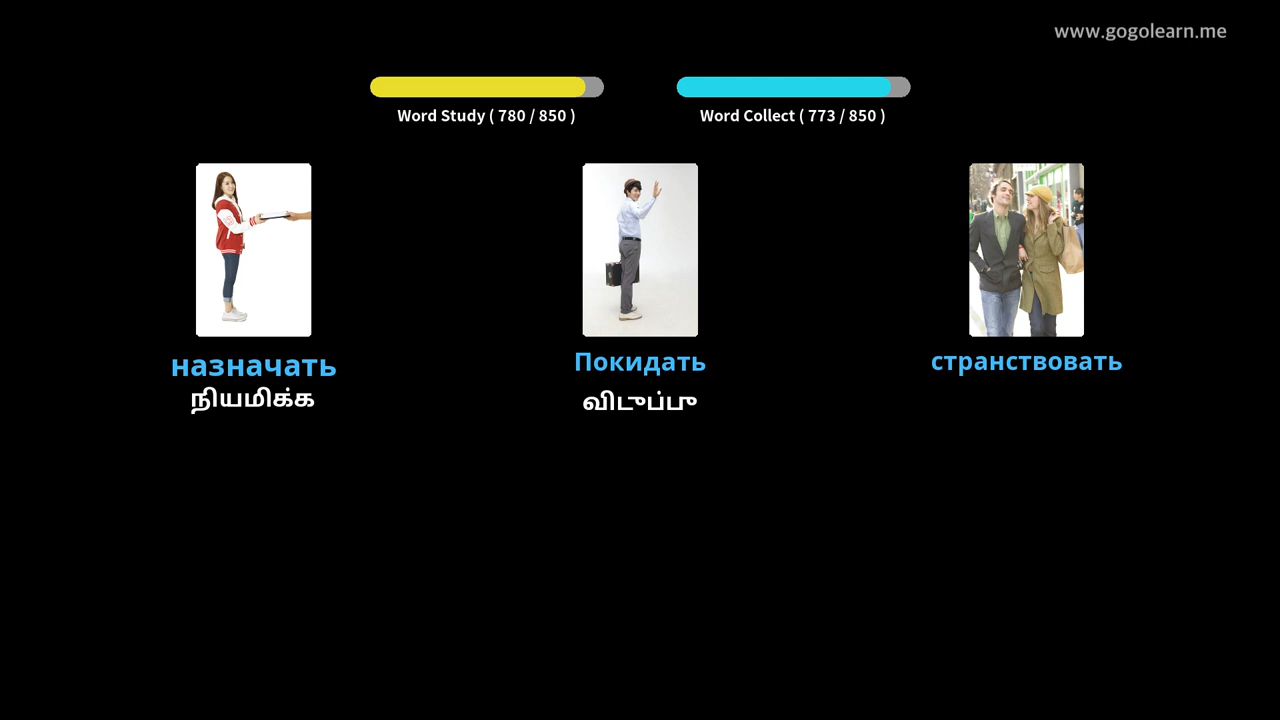 www.gogolearn.me
Word Study ( 780 / 850 )
Word Collect ( 773 / 850 )
назначать
Покидать
странствовать
நியமிக்க
விடுப்பு